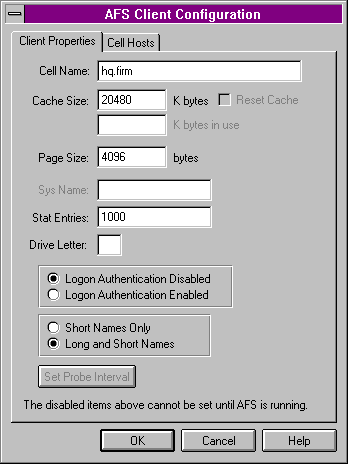 AFS Client Configuration
Client Properties Cell Hosts
Cell Name: hq.firm
Cache Size: 20480 K bytes Reset Cache
K bytes in use
Page Size: 4096 bytes
Sys Name:
Stat Entries: 1000
Drive Letter:
Logon Authentication Disabled
Logon Authentication Enabled
Short Names Only
Long and Short Names
Set Probe Interval
The disabled items above cannot be set until AFS is running.
OK Cancel Help